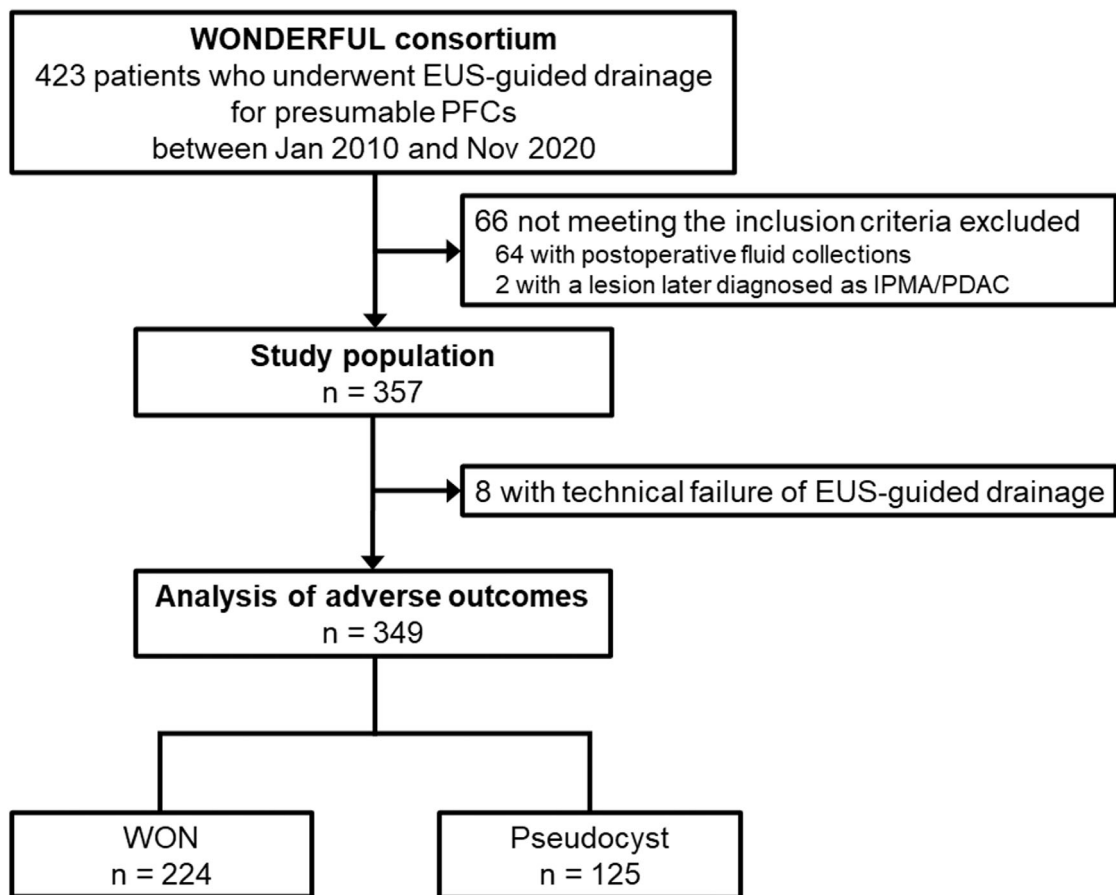 WONDERFUL consortium
423 patients who underwent EUS-guided drainage
for presumable PFCs
between Jan 2010 and Nov 2020
66 not meeting the inclusion criteria excluded
64 with postoperative fluid collections
2 with a lesion later diagnosed as IPMA/PDAC
Study population
n = 357
8 with technical failure of EUS-guided drainage
Analysis of adverse outcomes
n = 349
WON
n = 224
Pseudocyst
n = 125